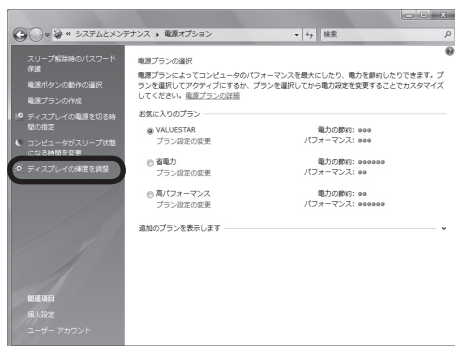 « システムとメンテナンス ▸ 電源オプション
検索
スリープ解除時のパスワード
保護
電源ボタンの動作の選択
電源プランの作成
ディスプレイの電源を切る時
間の指定
コンピュータがスリープ状態
になる時間を変更
ディスプレイの輝度を調整
関連項目
個人設定
ユーザー アカウント
電源プランの選択
電源プランによってコンピュータのパフォーマンスを最大にしたり、電力を節約したりできます。プ
ランを選択してアクティブにするか、プランを選択してから電力設定を変更することでカスタマイズ
してください。電源プランの詳細
お気に入りのプラン
VALUESTAR 電力の節約:
プラン設定の変更 パフォーマンス:
省電力 電力の節約:
プラン設定の変更 パフォーマンス:
高パフォーマンス 電力の節約:
プラン設定の変更 パフォーマンス:
追加のプランを表示します